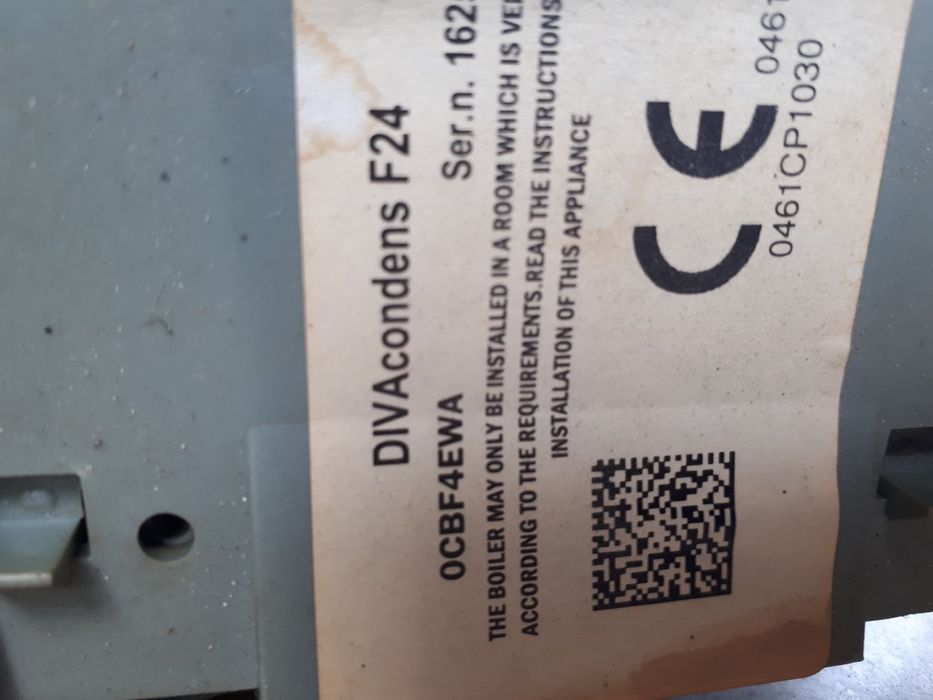 DIVAcondens F24
0CBF4EWA Ser.n. 162
THE BOILER MAY ONLY BE INSTALLED IN A ROOM WHICH IS
ACCORDING TO THE REQUIREMENTS.READ THE INSTRUCTIONS
INSTALLATION OF THIS APPLIANCE
CE 0461
0461CP1030